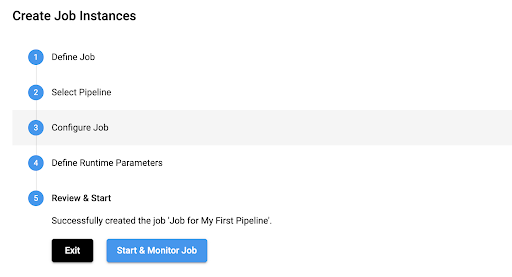 Create Job Instances
1 Define Job
2 Select Pipeline
3 Configure Job
4 Define Runtime Parameters
5 Review & Start
Successfully created the job 'Job for My First Pipeline'.
Exit Start & Monitor Job